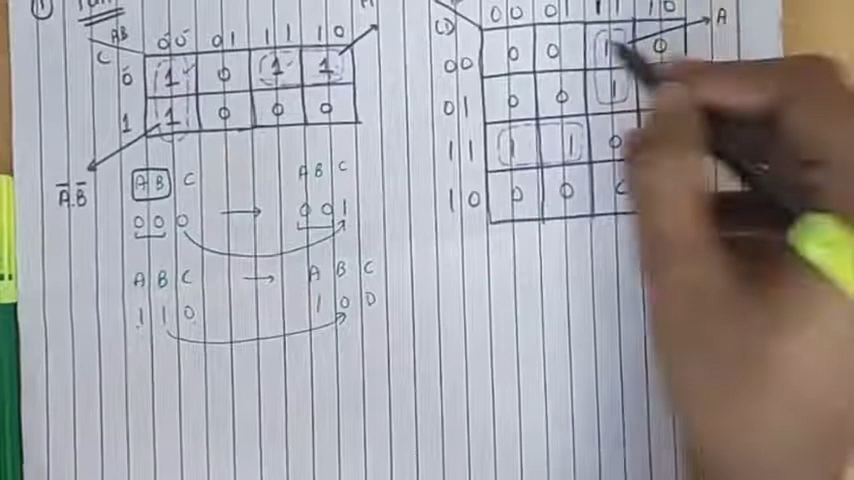 1
AB
C
00 01 11 10
0 1 0 1 1
1 1 0 0 0
A̅.B̅
A B C
A B C
0 0 0 → 0 0 1
A B C → A B C
1 1 0
1 0 0
CD
00 01 11 10
00 0 0 1 0
A
01 0 0 1
11 1 1 0
10 0 0